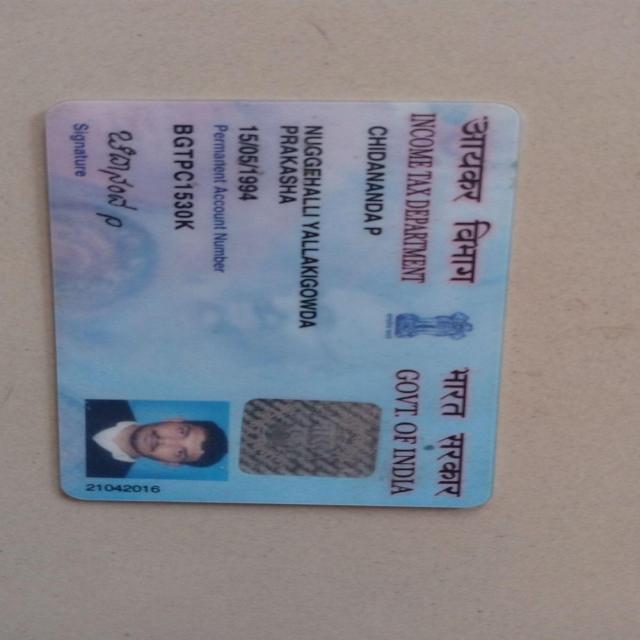 आयकर विभाग
भारत सरकार
INCOME TAX DEPARTMENT
GOVT. OF INDIA
CHIDANANDA P
NUGGEHALLI YALLAKIGOWDA
PRAKASHA
15/05/1994
Permanent Account Number
BGTPC1530K
ಚಿದಾನಂದ P
Signature
21042016